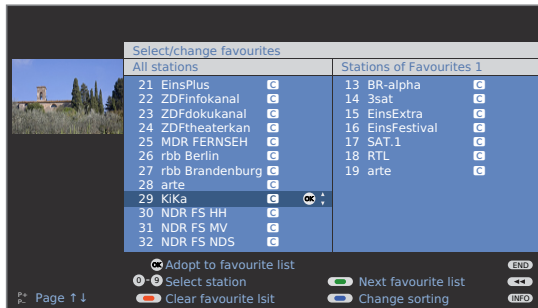 Select/change favourites
All stations
Stations of Favourites 1
21 EinsPlus C
22 ZDFinfokanal C
23 ZDFdokukanal C
24 ZDFtheaterkan C
25 MDR FERNSEH C
26 rbb Berlin C
27 rbb Brandenburg C
28 arte C
29 KiKa C OK
30 NDR FS HH C
31 NDR FS MV C
32 NDR FS NDS C
13 BR-alpha C
14 3sat C
15 EinsExtra C
16 EinsFestival C
17 SAT.1 C
18 RTL C
19 arte C
OK Adopt to favourite list
END
0-9 Select station
Next favourite list
P+ P- Page ↑↓
Clear favourite lsit
Change sorting
INFO